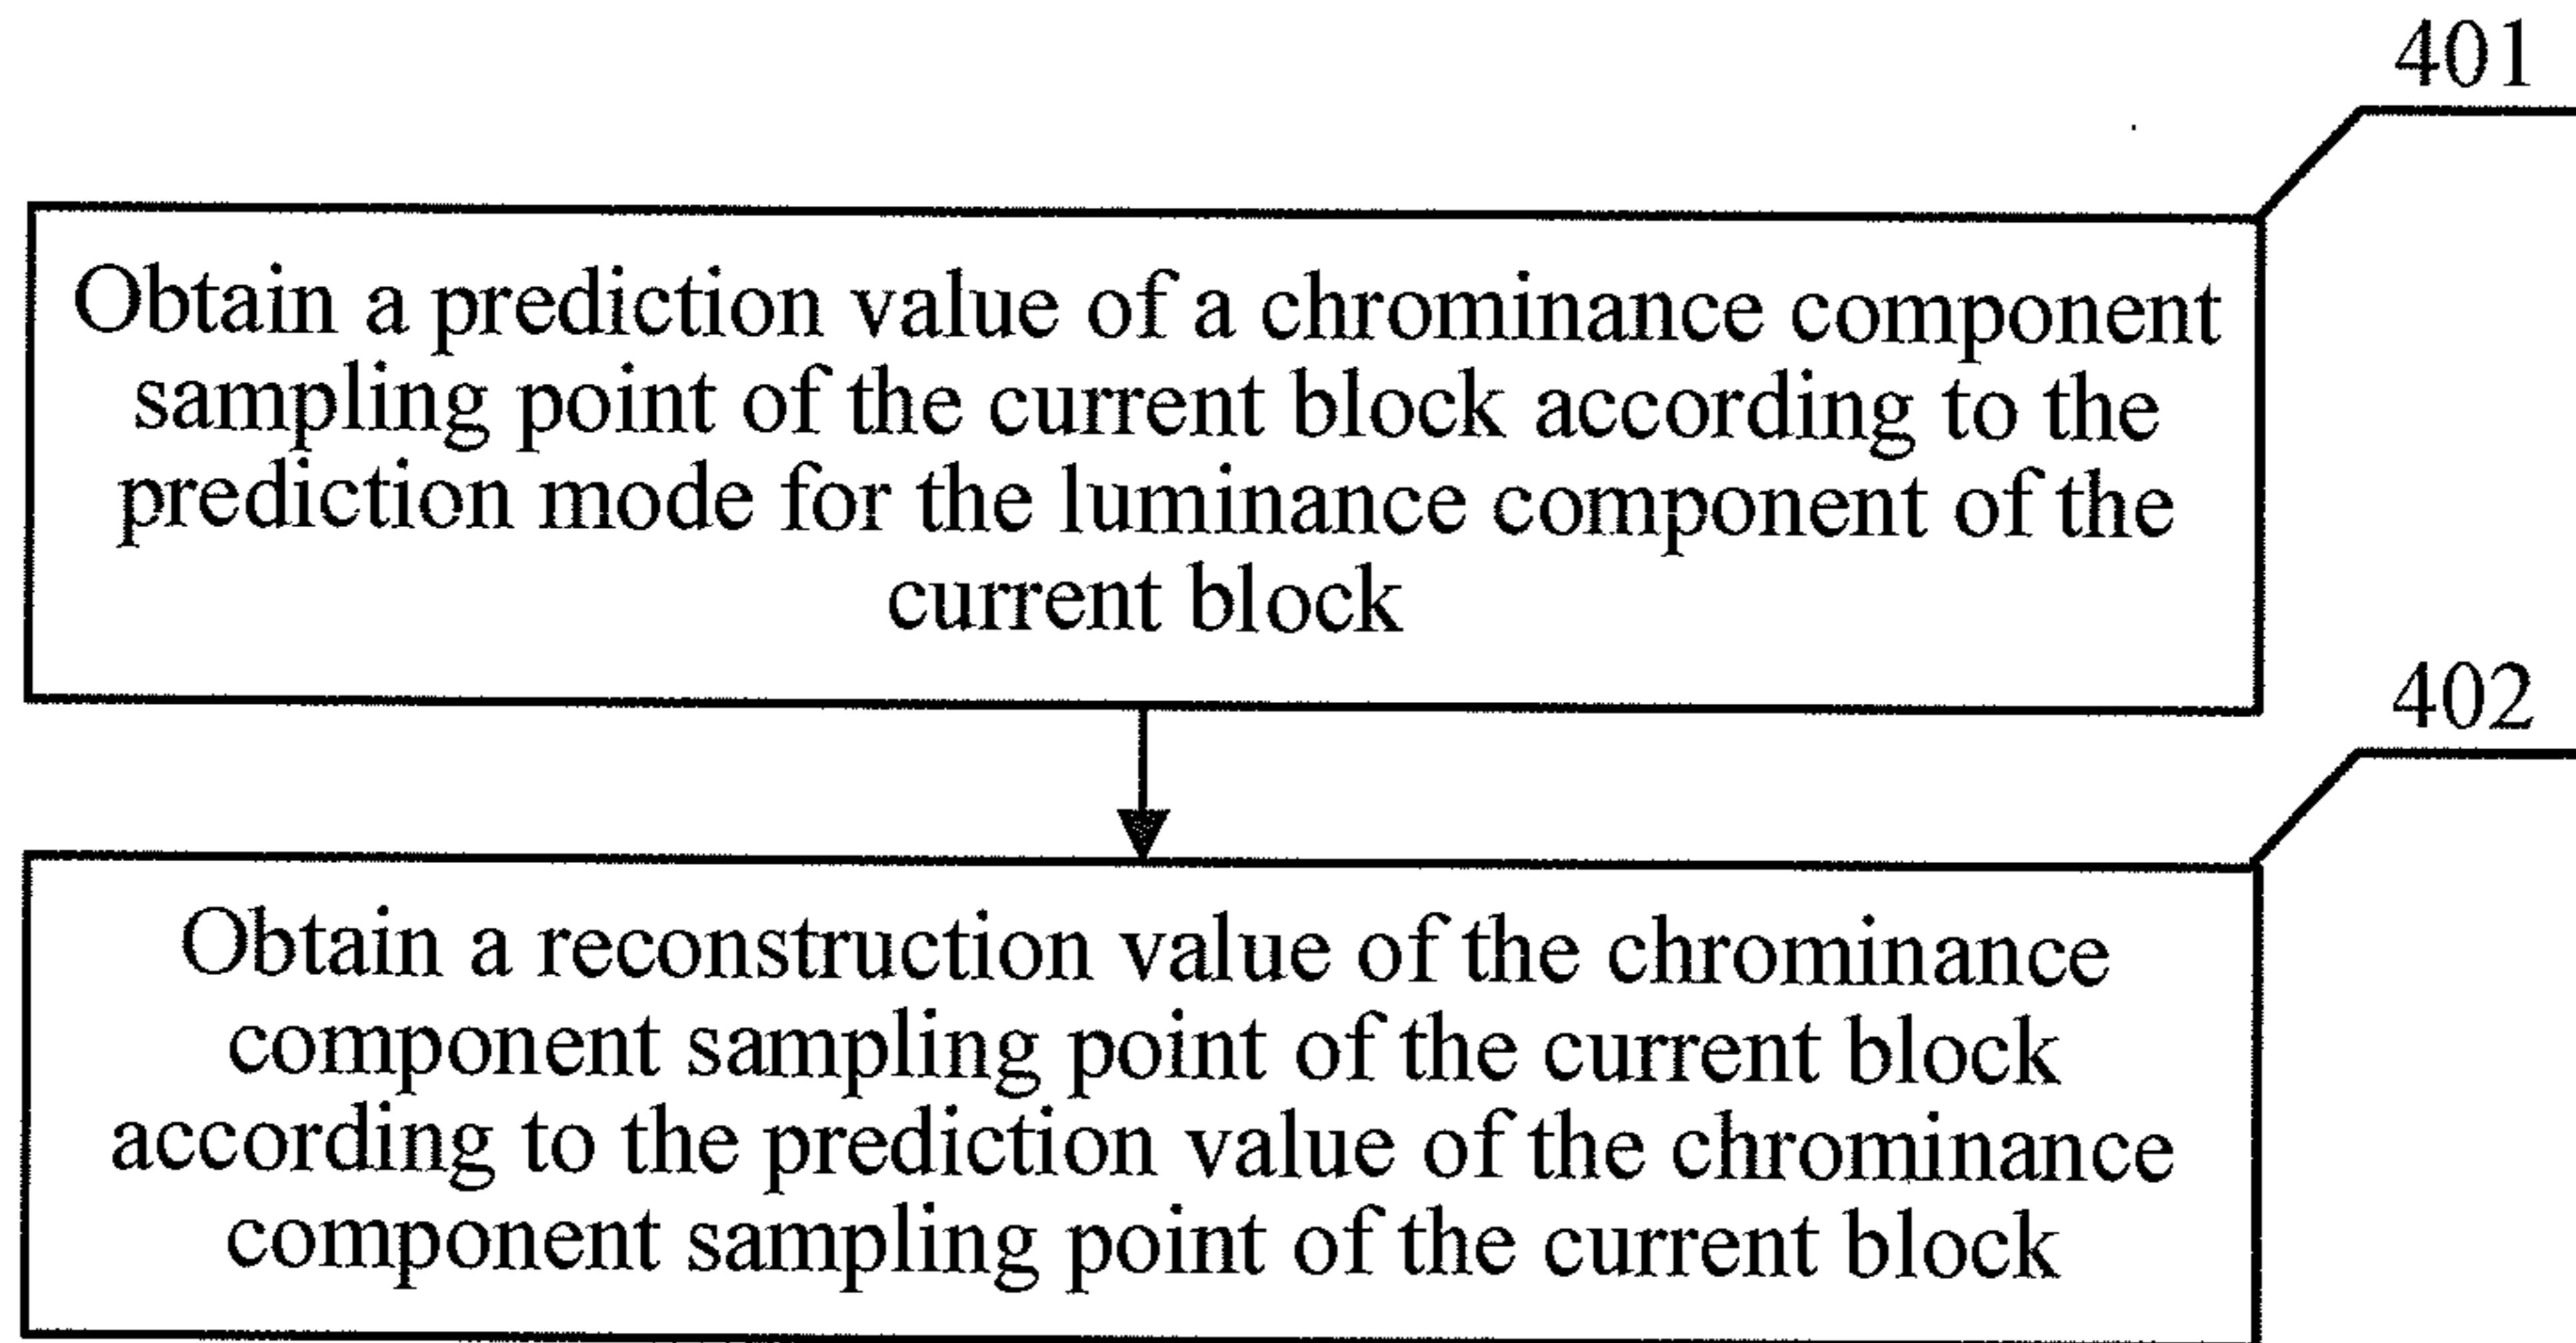 401
Obtain a prediction value of a chrominance component
sampling point of the current block according to the
prediction mode for the luminance component of the
current block
402
Obtain a reconstruction value of the chrominance
component sampling point of the current block
according to the prediction value of the chrominance
component sampling point of the current block